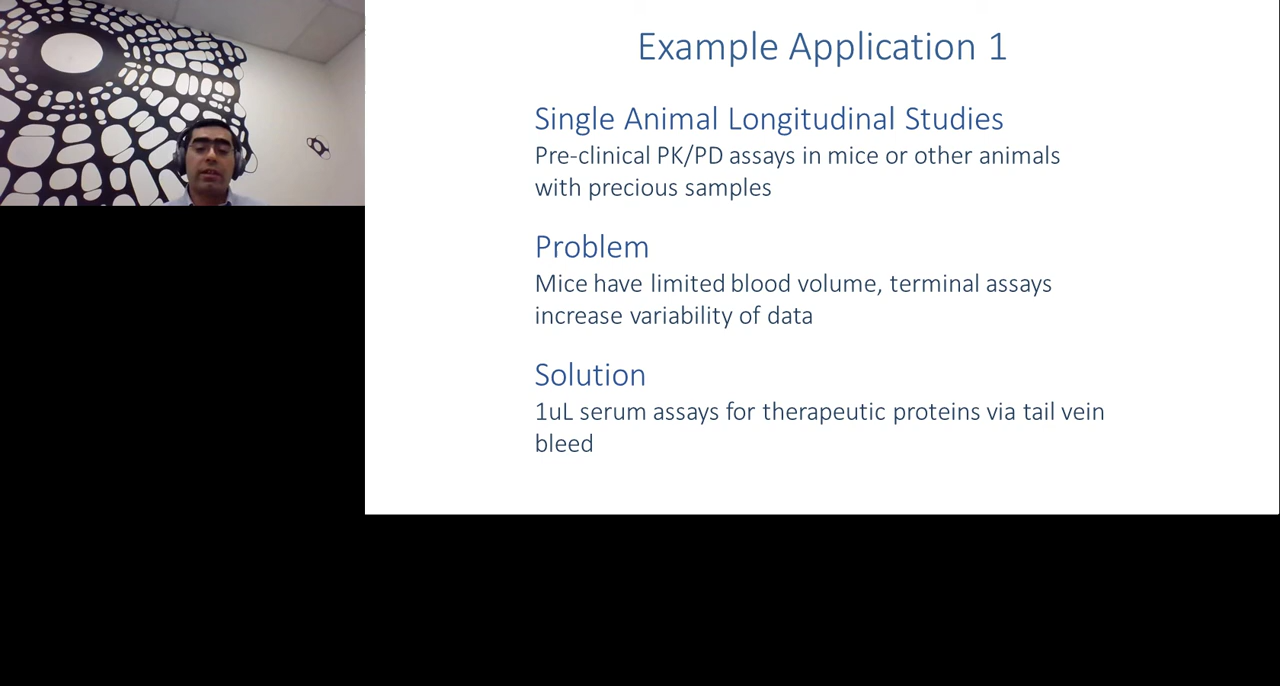 Example Application 1
Single Animal Longitudinal Studies
Pre-clinical PK/PD assays in mice or other animals
with precious samples
Problem
Mice have limited blood volume, terminal assays
increase variability of data
Solution
1uL serum assays for therapeutic proteins via tail vein
bleed